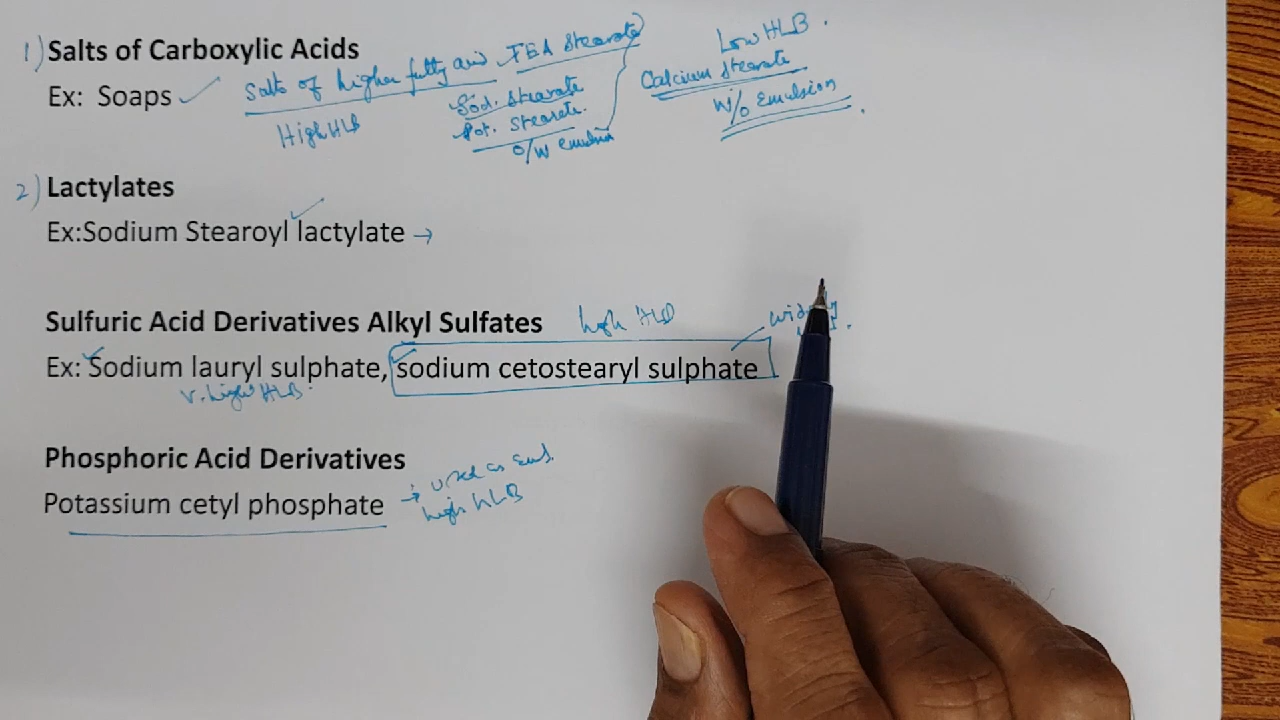 1) Salts of Carboxylic Acids
Ex: Soaps
Salts of higher fatty acid
High HLB
TEA Stearate
Sod. Stearate
Pot. Stearate.
o/w emulsion
Low HLB.
Calcium Stearate
W/o Emulsion.
2) Lactylates
Ex:Sodium Stearoyl lactylate →
Sulfuric Acid Derivatives Alkyl Sulfates
high HLB
widely
Ex: Sodium lauryl sulphate, sodium cetostearyl sulphate
v. high HLB.
Phosphoric Acid Derivatives
Potassium cetyl phosphate
→ used as emul.
high HLB